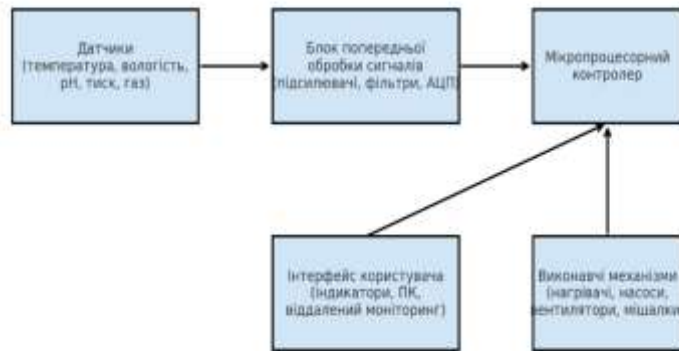 Датчики
(температура, вологість,
pH, тиск, газ)
Блок попередньої
обробки сигналів
(підсилювачі, фільтри, АЦП)
Мікропроцесорний
контролер
Інтерфейс користувача
(індикатори, ПК,
віддалений моніторинг)
Виконавчі механізми
(нагрівачі, насоси,
вентилятори, мішалки)